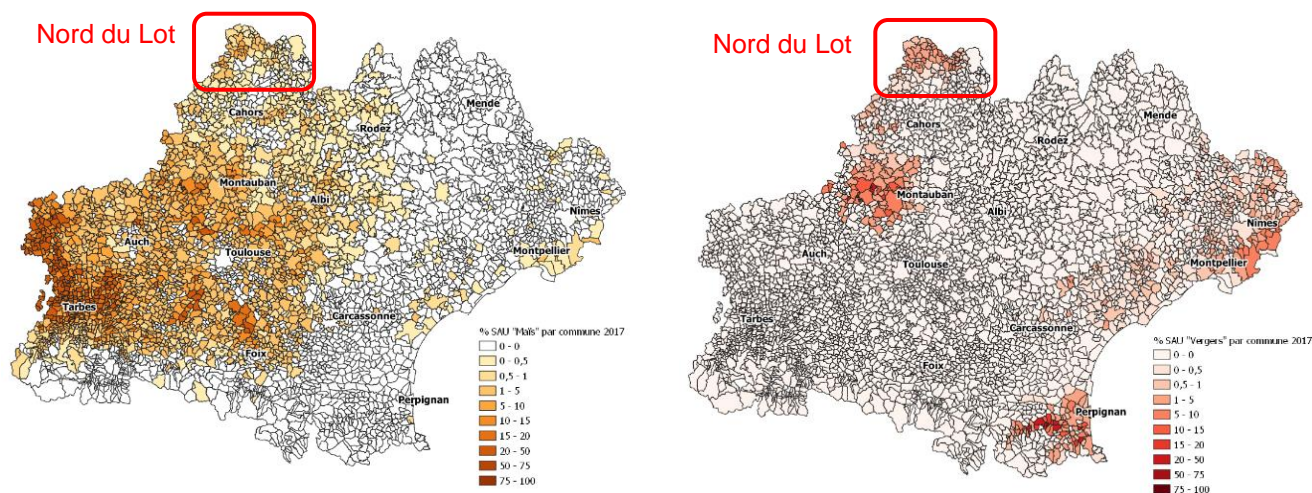 Nord du Lot
Cahors
Mende
Rodez
Montauban
Albi
Nîmes
Auch
Toulouse
Montpellier
Tarbes
Carcassonne
Foix
Perpignan
% SAU "Maïs" par commune 2017
0 - 0
0 - 0,5
0,5 - 1
1 - 5
5 - 10
10 - 15
15 - 20
20 - 50
50 - 75
75 - 100
Nord du Lot
Cahors
Mende
Rodez
Montauban
Albi
Nîmes
Auch
Toulouse
Montpellier
Tarbes
Carcassonne
Foix
Perpignan
% SAU "Vergers" par commune 2017
0 - 0
0 - 0,5
0,5 - 1
1 - 5
5 - 10
10 - 15
15 - 20
20 - 50
50 - 75
75 - 100